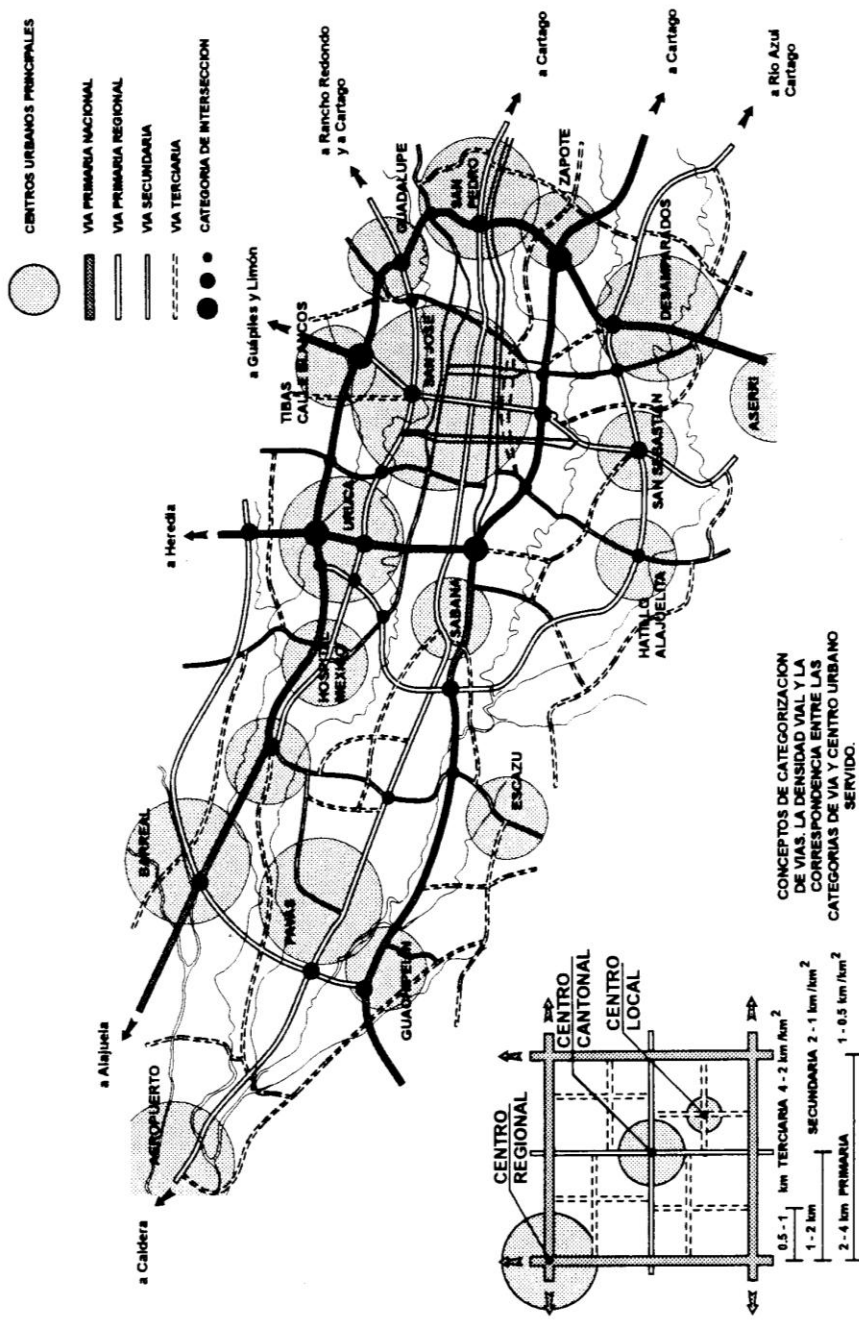 CENTROS URBANOS PRINCIPALES
VIA PRIMARIA NACIONAL
VIA PRIMARIA REGIONAL
VIA SECUNDARIA
VIA TERCIARIA
CATEGORIA DE INTERSECCION
a Caldera
AEROPUERTO
a Alajuela
BARREAL
PAVAS
GUACHIPELIN
ESCAZU
HOSPITAL
MEXICO
a Heredia
URUCA
SABANA
HATILLO
ALAJUELITA
TIBAS
CALLE BLANCOS
a Guápiles y Limón
SAN JOSE
SAN SEBASTIAN
a Rancho Redondo
y a Cartago
GUADALUPE
SAN
PEDRO
a Cartago
ZAPOTE
a Cartago
DESAMPARADOS
a Rio Azul
Cartago
ASERRI
CENTRO
REGIONAL
CENTRO
CANTONAL
CENTRO
LOCAL
0.5 - 1 km TERCIARIA 4 - 2 km/km²
1 - 2 km SECUNDARIA 2 - 1 km/km²
2 - 4 km PRIMARIA 1 - 0.5 km/km²
CONCEPTOS DE CATEGORIZACION
DE VIAS. LA DENSIDAD VIAL Y LA
CORRESPONDENCIA ENTRE LAS
CATEGORIAS DE VIA Y CENTRO URBANO
SERVIDO.